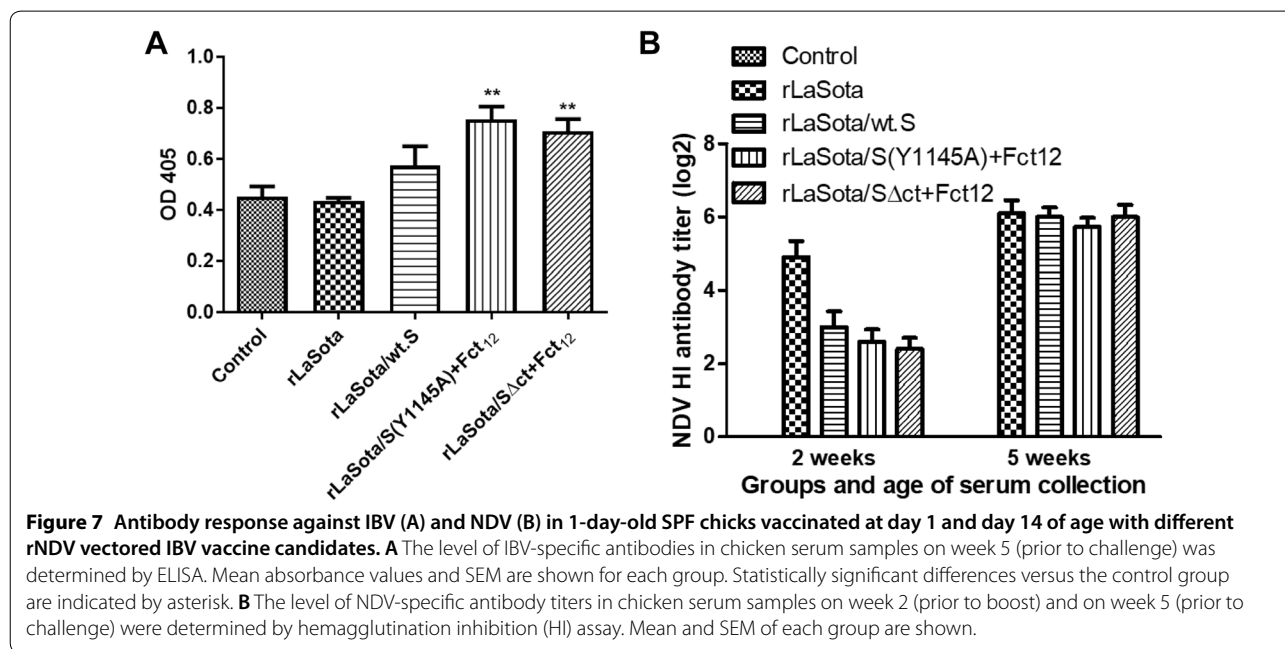 A
OD 405
1.0
0.8
0.6
0.4
0.2
0.0
**
**
Control
rLaSota
rLaSota/wt.S
rLaSota/S(Y1145A)+Fct12
rLaSota/SΔct+Fct12
B
Control
rLaSota
rLaSota/wt.S
rLaSota/S(Y1145A)+Fct12
rLaSota/SΔct+Fct12
NDV HI antibody titer (log2)
8
6
4
2
0
2 weeks
5 weeks
Groups and age of serum collection
Figure 7 Antibody response against IBV (A) and NDV (B) in 1-day-old SPF chicks vaccinated at day 1 and day 14 of age with different
rNDV vectored IBV vaccine candidates. A The level of IBV-specific antibodies in chicken serum samples on week 5 (prior to challenge) was
determined by ELISA. Mean absorbance values and SEM are shown for each group. Statistically significant differences versus the control group
are indicated by asterisk. B The level of NDV-specific antibody titers in chicken serum samples on week 2 (prior to boost) and on week 5 (prior to
challenge) were determined by hemagglutination inhibition (HI) assay. Mean and SEM of each group are shown.